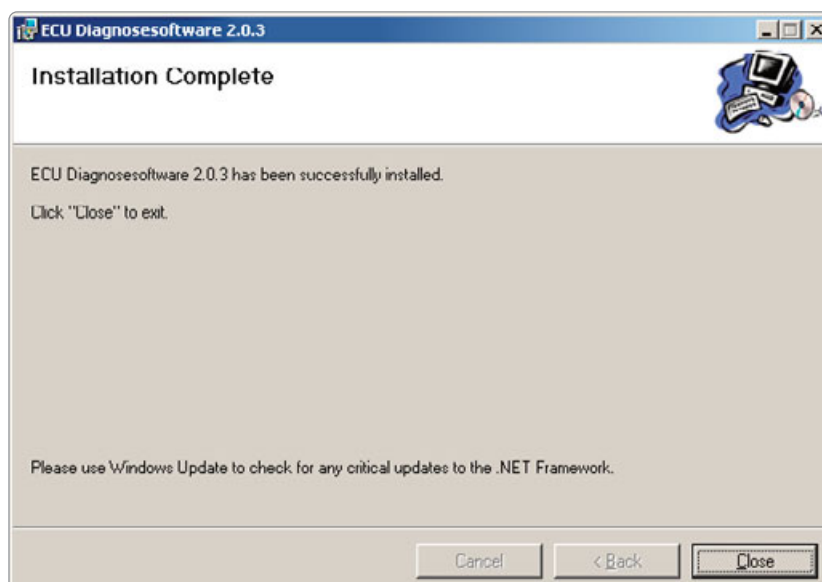 ECU Diagnosesoftware 2.0.3
Installation Complete
ECU Diagnosesoftware 2.0.3 has been successfully installed.
Click "Close" to exit.
Please use Windows Update to check for any critical updates to the .NET Framework.
Cancel
< Back
Close